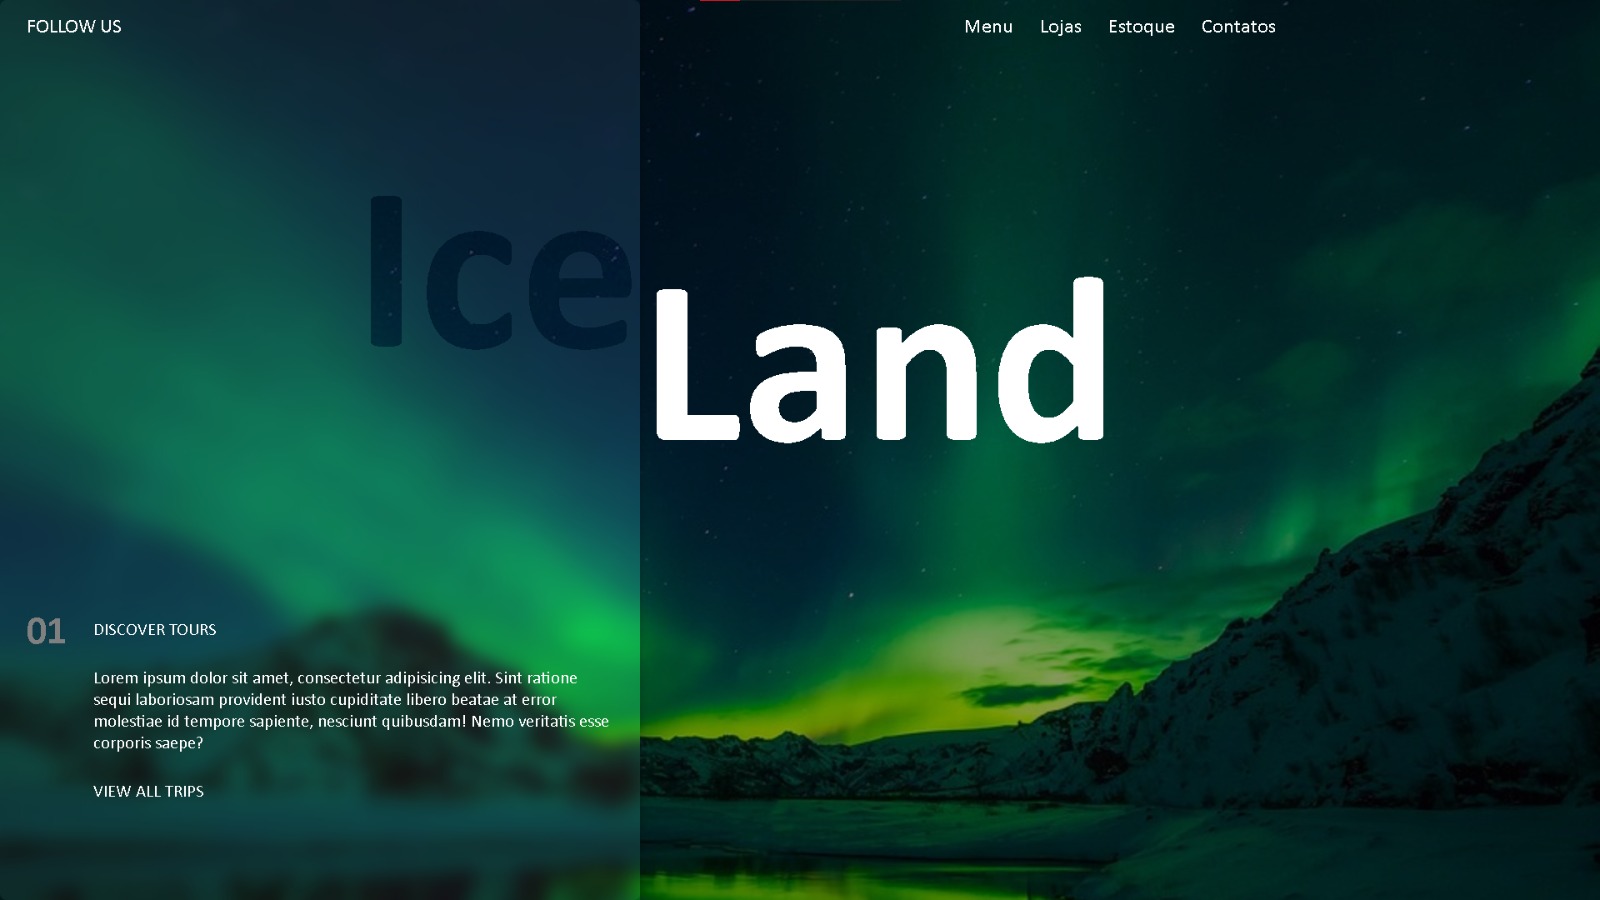 FOLLOW US
Menu Lojas Estoque Contatos
Ice
Land
01 DISCOVER TOURS
Lorem ipsum dolor sit amet, consectetur adipisicing elit. Sint ratione
sequi laboriosam provident iusto cupiditate libero beatae at error
molestiae id tempore sapiente, nesciunt quibusdam! Nemo veritatis esse
corporis saepe?
VIEW ALL TRIPS